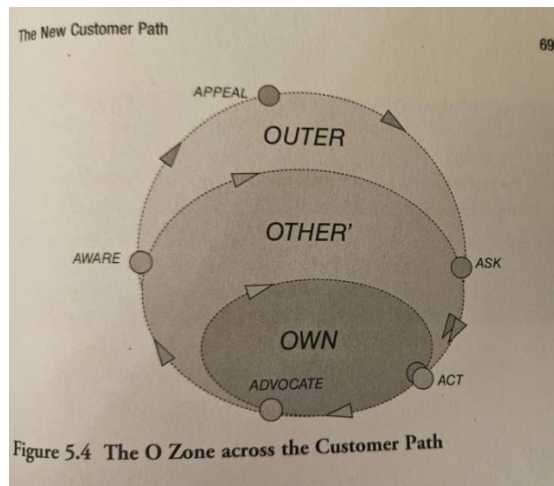 The New Customer Path
69
APPEAL
OUTER
OTHER'
AWARE
ASK
OWN
ADVOCATE
ACT
Figure 5.4 The O Zone across the Customer Path